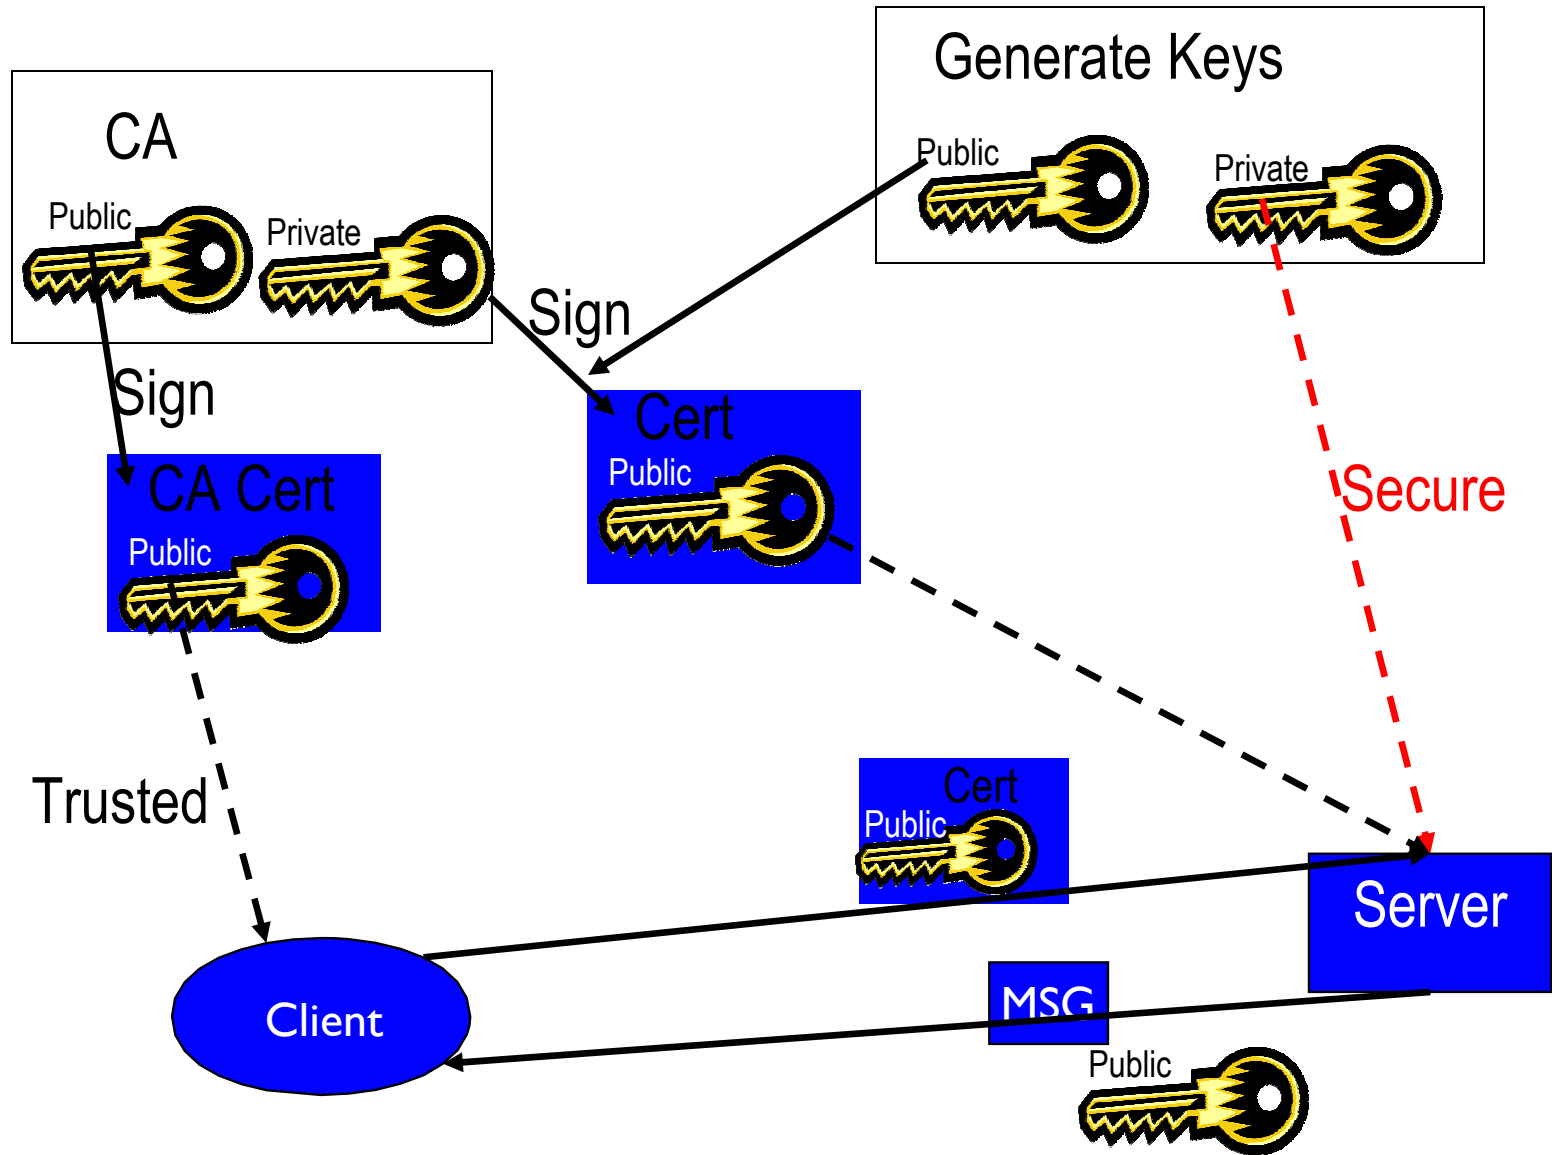 Generate Keys
CA
Public
Private
Public
Private
Sign
Sign
Cert
Public
CA Cert
Public
Secure
Trusted
Cert
Public
Server
MSG
Client
Public